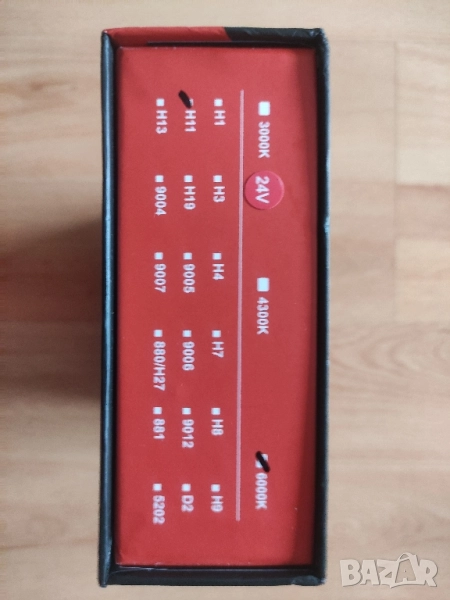 3000K 4300K 6000K
24V
H1 H3 H4 H7 H8 H9
H11 H19 9005 9006 9012 D2
H13 9004 9007 880/H27 881 5202
BAZAR